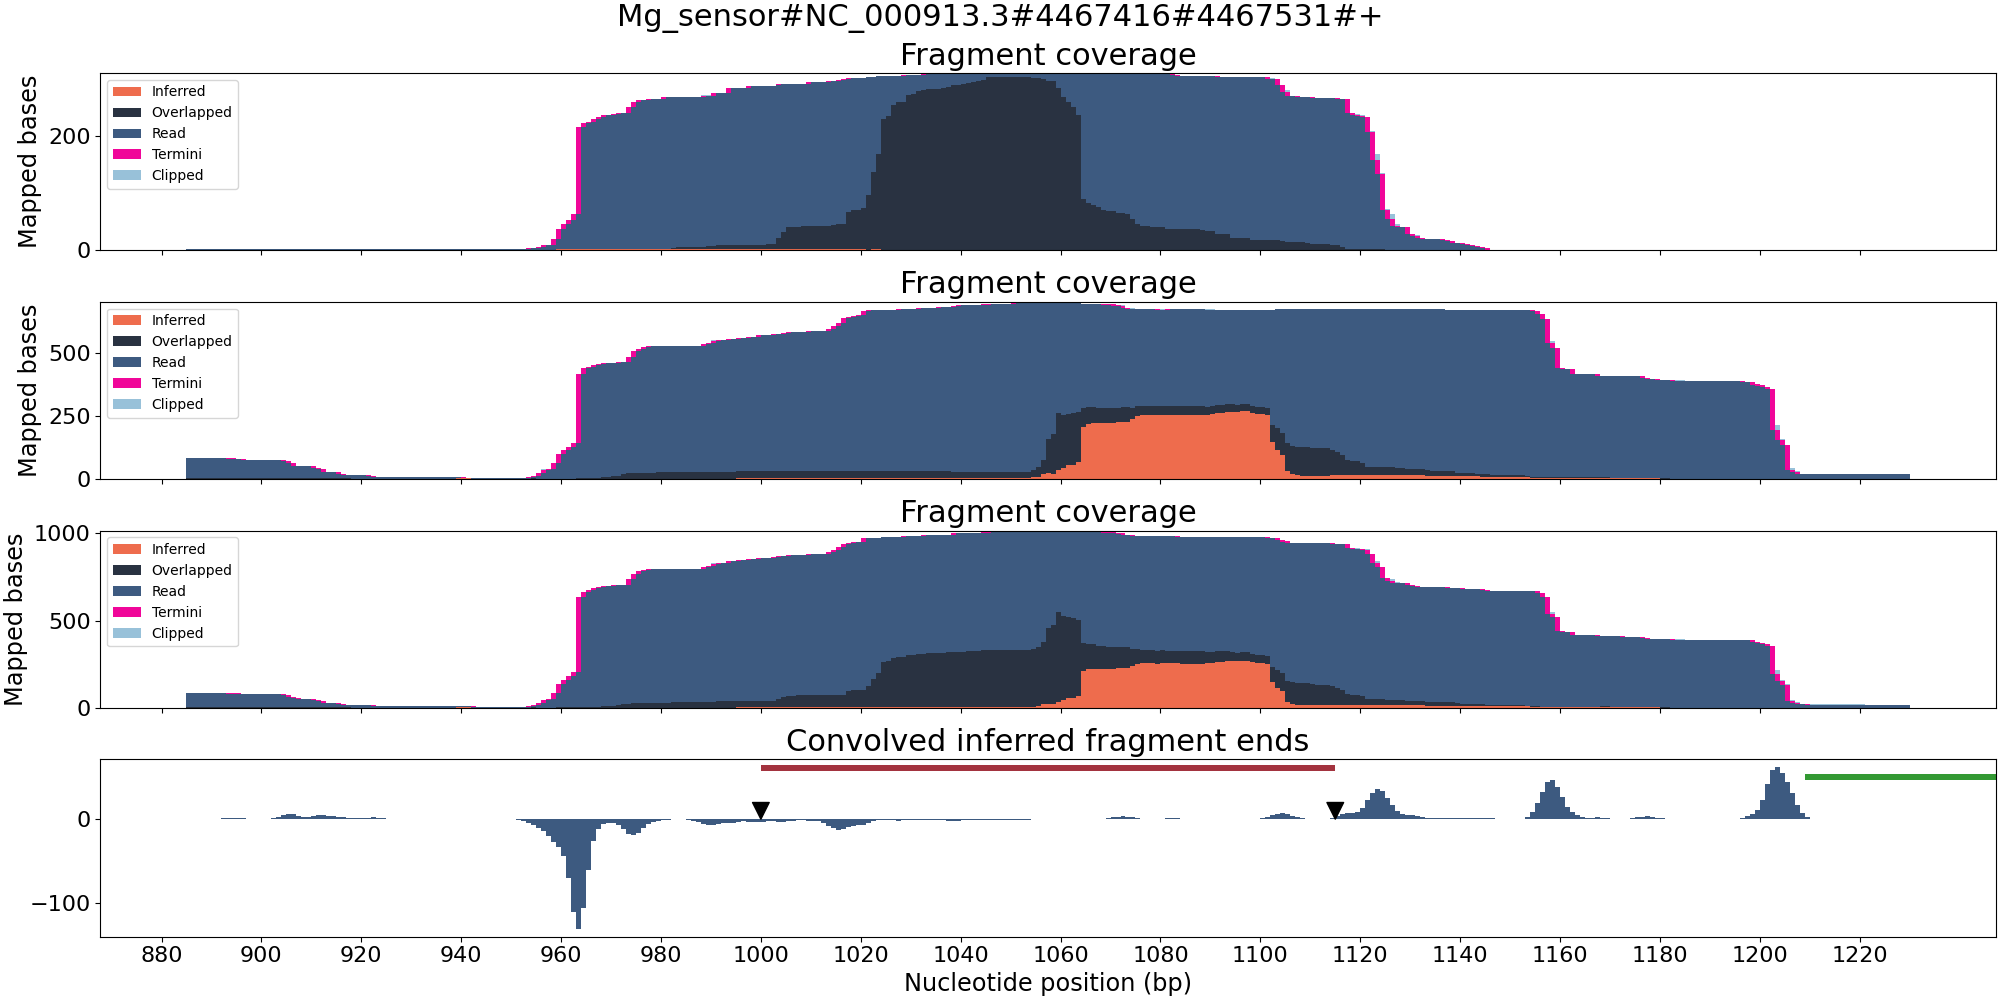 Mg_sensor#NC_000913.3#4467416#4467531#+
Fragment coverage
Mapped bases
200
0
Inferred
Overlapped
Read
Termini
Clipped
Fragment coverage
Mapped bases
500
250
0
Inferred
Overlapped
Read
Termini
Clipped
Fragment coverage
Mapped bases
1000
500
0
Inferred
Overlapped
Read
Termini
Clipped
Convolved inferred fragment ends
0
−100
880 900 920 940 960 980 1000 1020 1040 1060 1080 1100 1120 1140 1160 1180 1200 1220
Nucleotide position (bp)